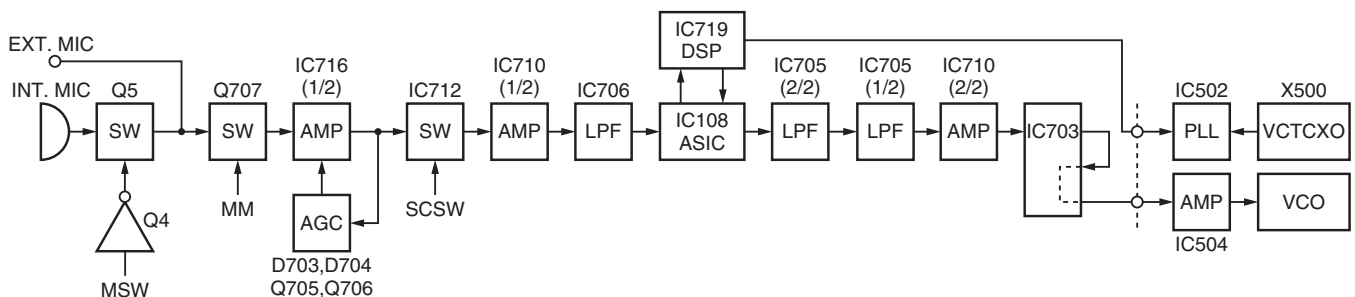 EXT. MIC
INT. MIC
Q5
SW
Q4
MSW
Q707
SW
MM
IC716
(1/2)
AMP
AGC
D703,D704
Q705,Q706
IC712
SW
SCSW
IC710
(1/2)
AMP
IC706
LPF
IC719
DSP
IC108
ASIC
IC705
(2/2)
LPF
IC705
(1/2)
LPF
IC710
(2/2)
AMP
IC703
IC502
PLL
X500
VCTCXO
AMP
IC504
VCO